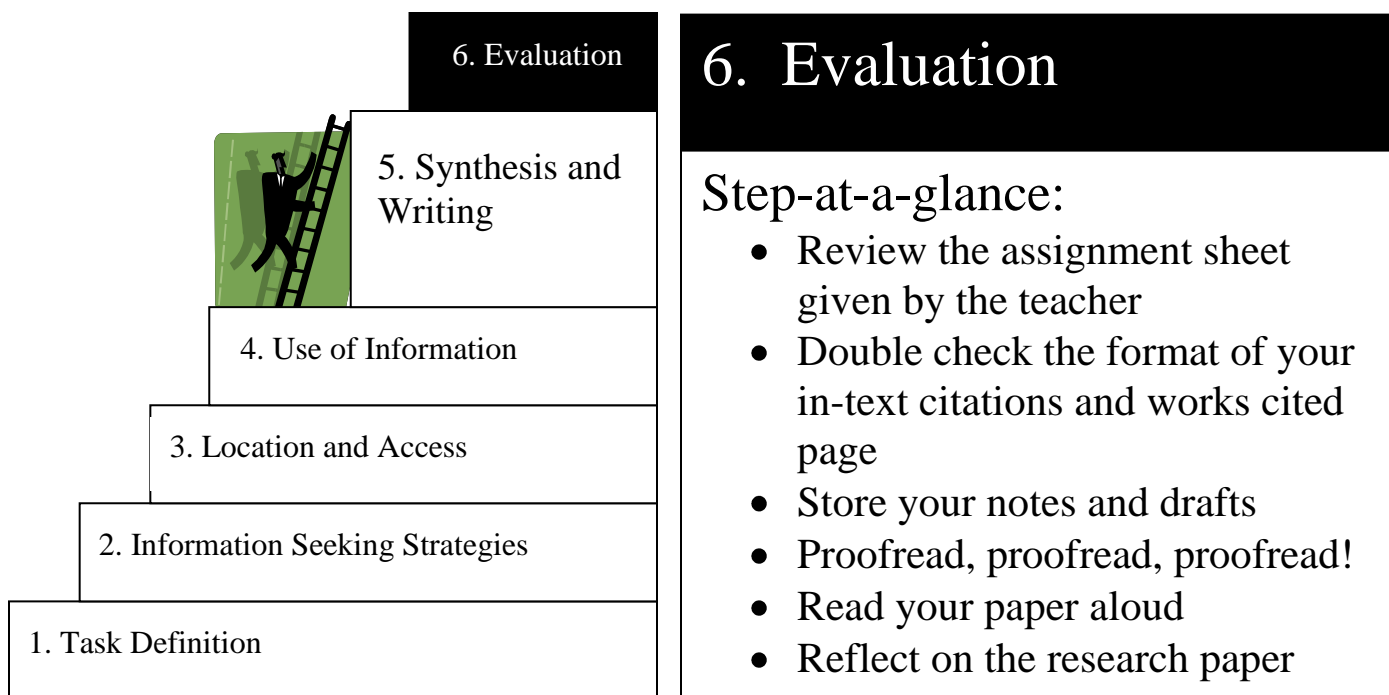 6. Evaluation
5. Synthesis and
Writing
4. Use of Information
3. Location and Access
2. Information Seeking Strategies
1. Task Definition
6. Evaluation
Step-at-a-glance:
• Review the assignment sheet
given by the teacher
• Double check the format of your
in-text citations and works cited
page
• Store your notes and drafts
• Proofread, proofread, proofread!
• Read your paper aloud
• Reflect on the research paper